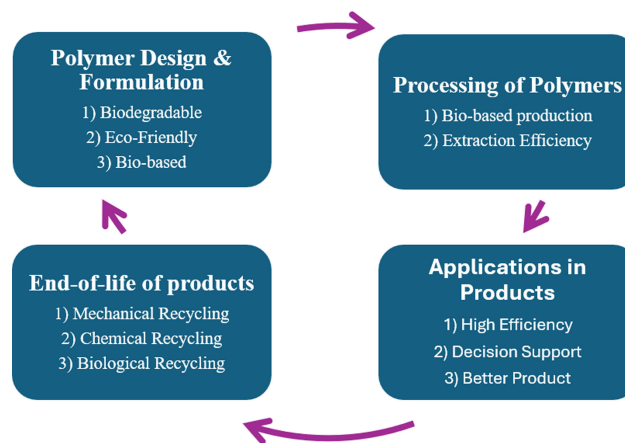 Polymer Design &
Formulation
1) Biodegradable
2) Eco-Friendly
3) Bio-based
Processing of Polymers
1) Bio-based production
2) Extraction Efficiency
End-of-life of products
1) Mechanical Recycling
2) Chemical Recycling
3) Biological Recycling
Applications in
Products
1) High Efficiency
2) Decision Support
3) Better Product